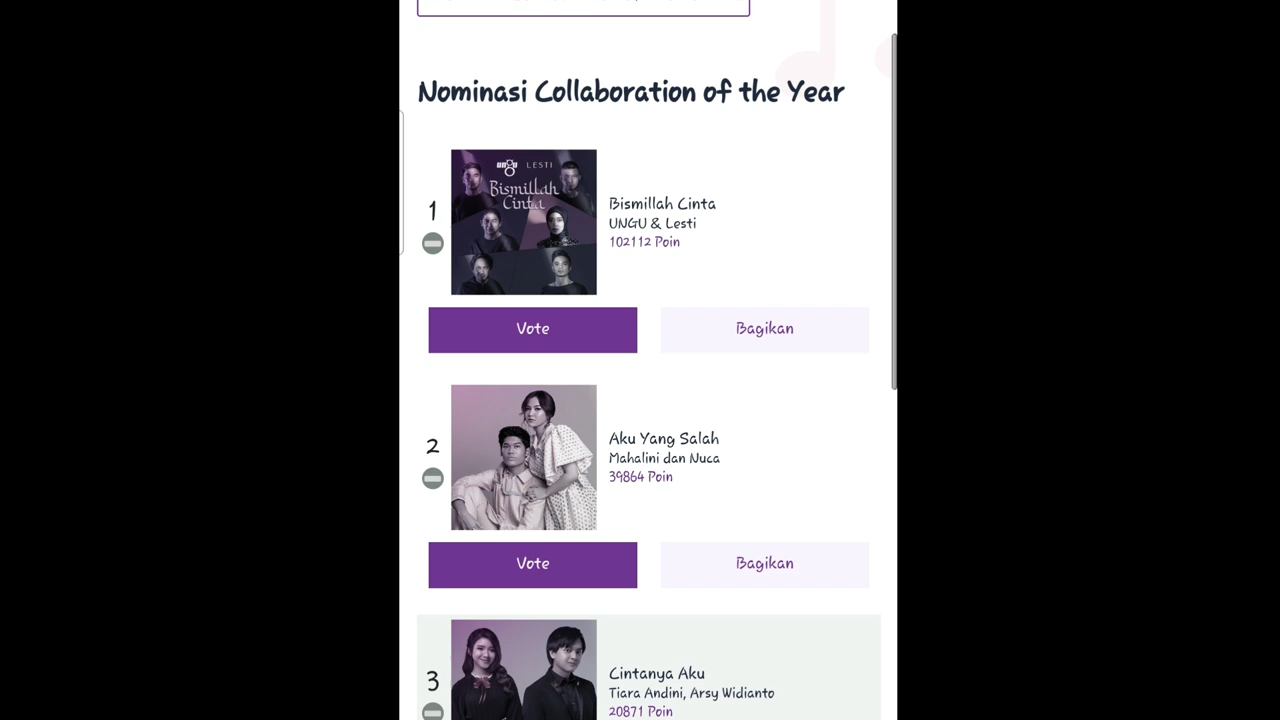 Nominasi Collaboration of the Year
1
UNGU LESTI
Bismillah
Cinta
Bismillah Cinta
UNGU & Lesti
102112 Poin
Vote
Bagikan
2
Aku Yang Salah
Mahalini dan Nuca
39864 Poin
Vote
Bagikan
3
Cintanya Aku
Tiara Andini, Arsy Widianto
20871 Poin